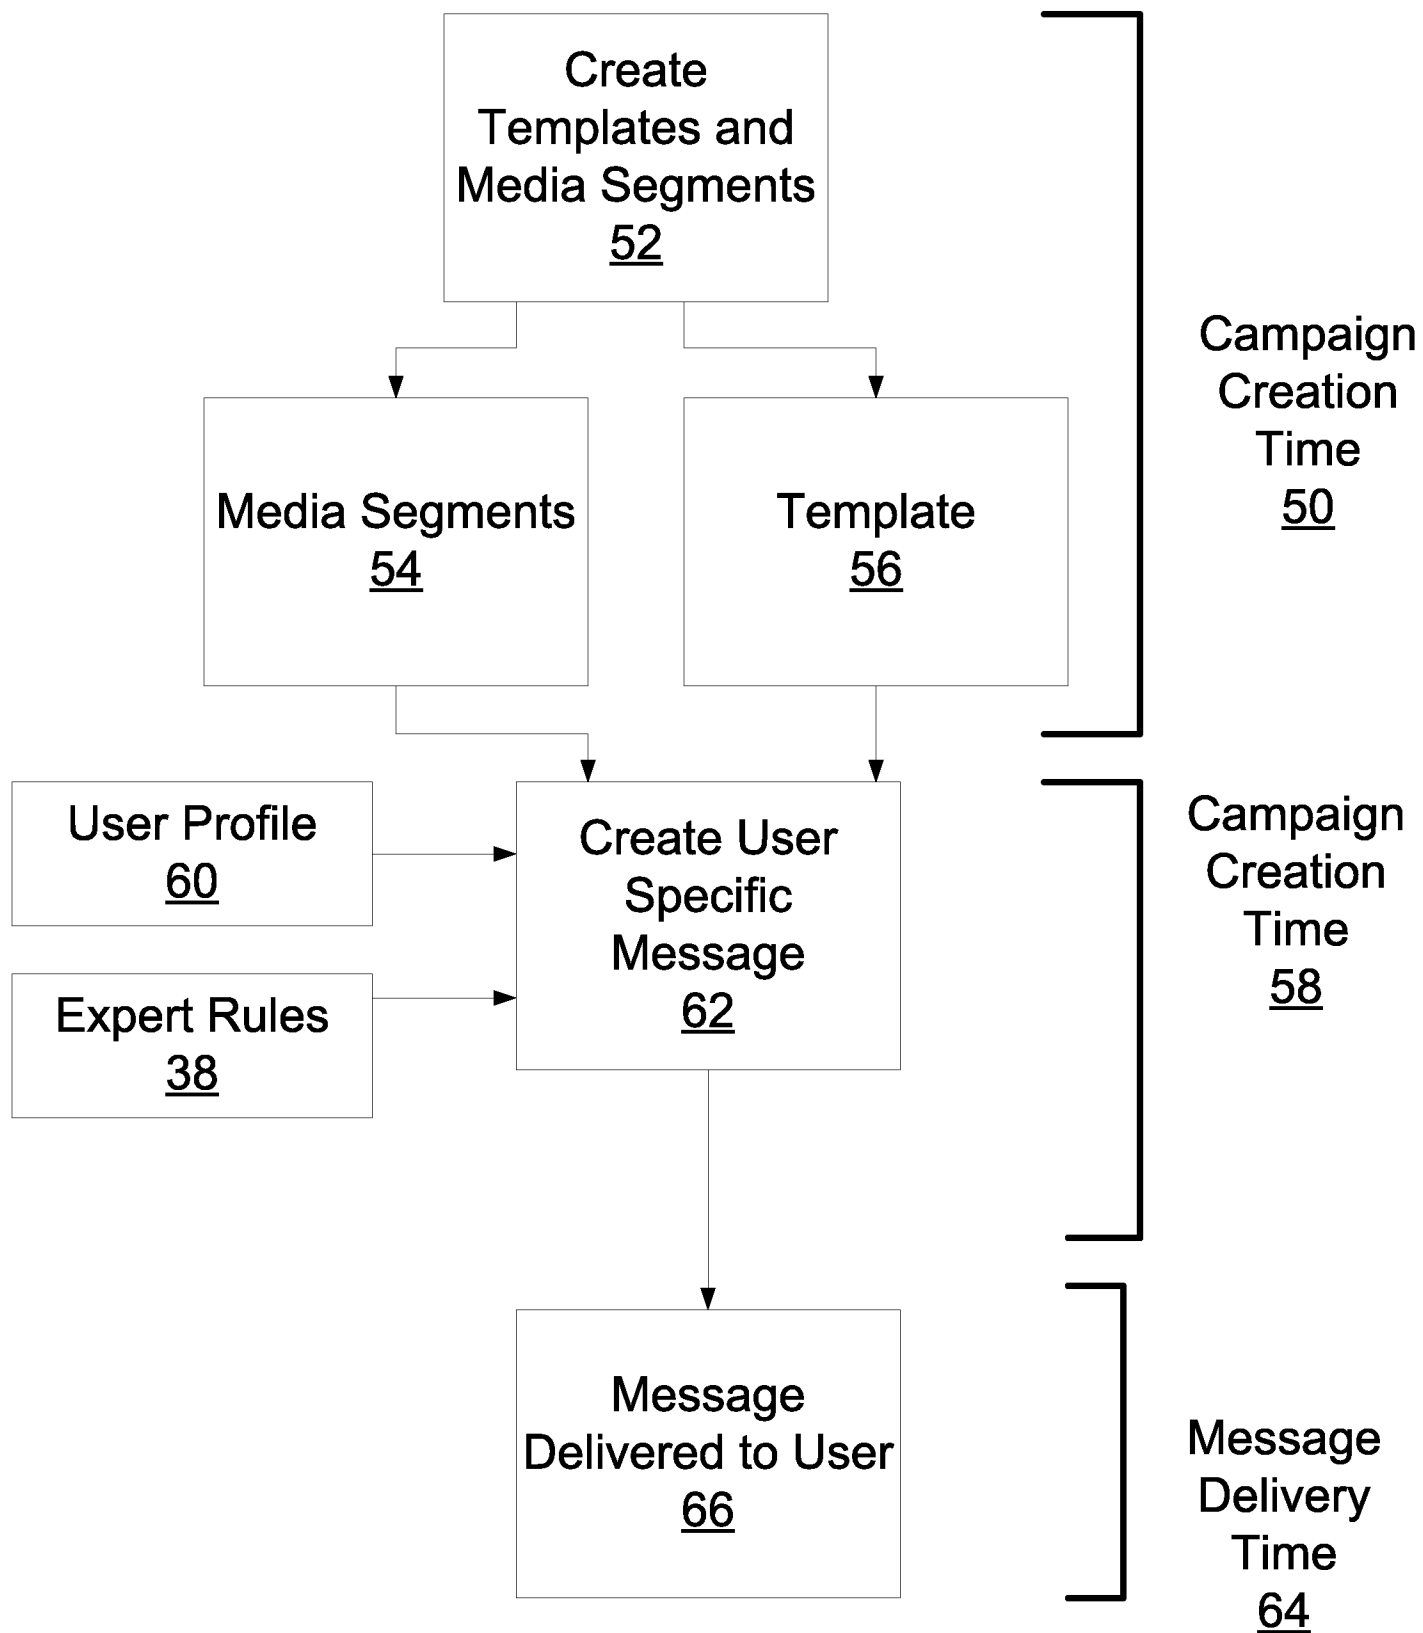 Create
Templates and
Media Segments
52
Campaign
Creation
Time
50
Media Segments
54
Template
56
User Profile
60
Expert Rules
38
Create User
Specific
Message
62
Campaign
Creation
Time
58
Message
Delivered to User
66
Message
Delivery
Time
64